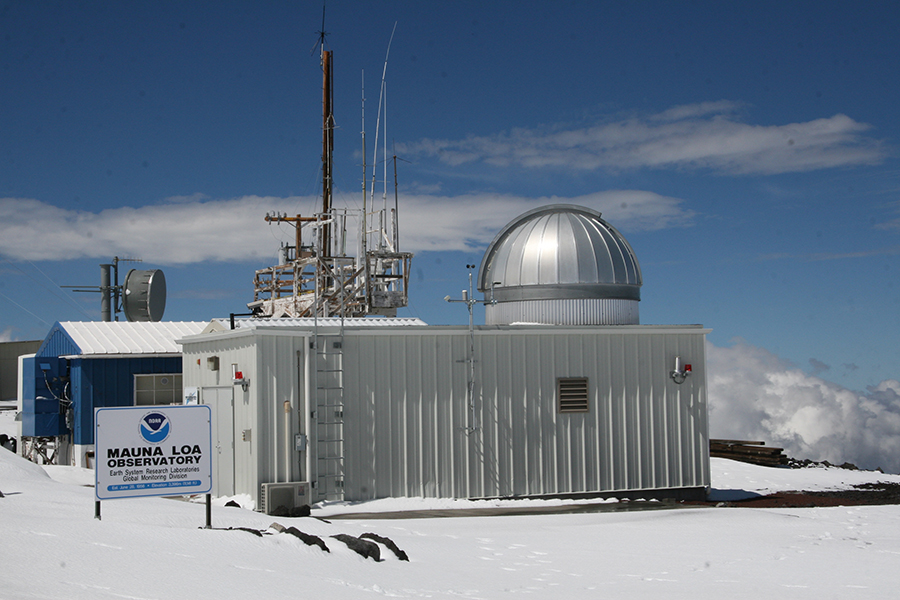 NOAA
MAUNA LOA
OBSERVATORY
Earth System Research Laboratories
Global Monitoring Division